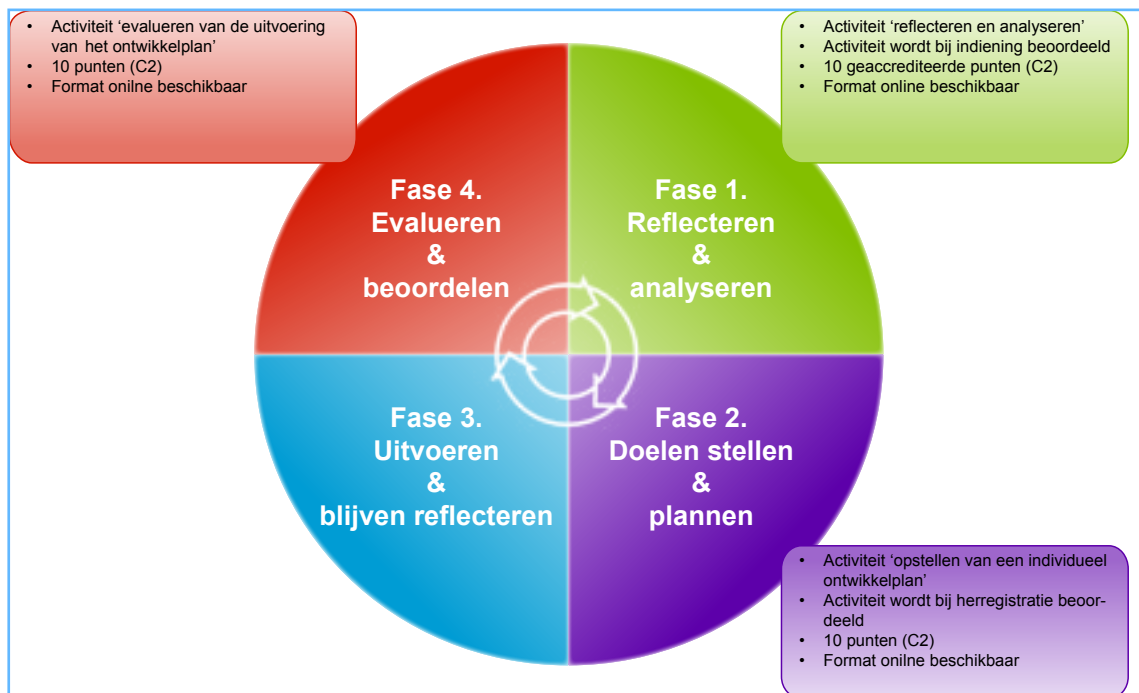 • Activiteit ‘evalueren van de uitvoering
van het ontwikkelplan’
• 10 punten (C2)
• Format onilne beschikbaar
• Activiteit ‘reflecteren en analyseren’
• Activiteit wordt bij indiening beoordeeld
• 10 geaccrediteerde punten (C2)
• Format online beschikbaar
Fase 4.
Evalueren
&
beoordelen
Fase 1.
Reflecteren
&
analyseren
Fase 3.
Uitvoeren
&
blijven reflecteren
Fase 2.
Doelen stellen
&
plannen
• Activiteit ‘opstellen van een individueel
ontwikkelplan’
• Activiteit wordt bij herregistratie beoor-
deeld
• 10 punten (C2)
• Format onilne beschikbaar